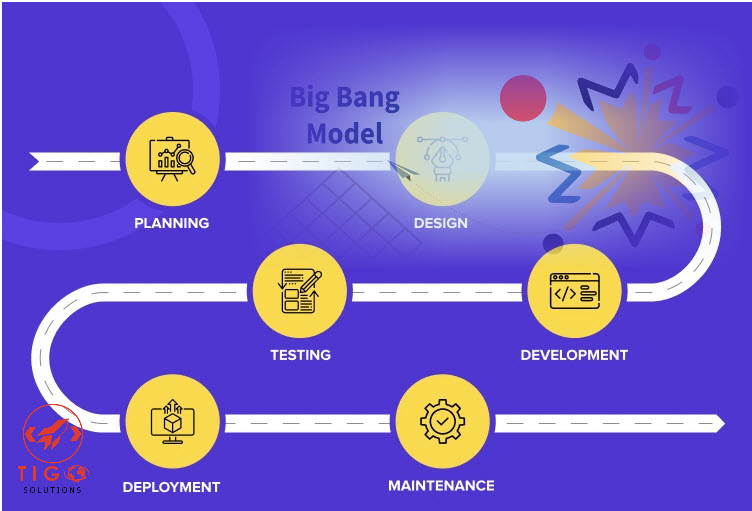 Big Bang
Model
PLANNING
DESIGN
TESTING
DEVELOPMENT
DEPLOYMENT
MAINTENANCE
TIGO
SOLUTIONS